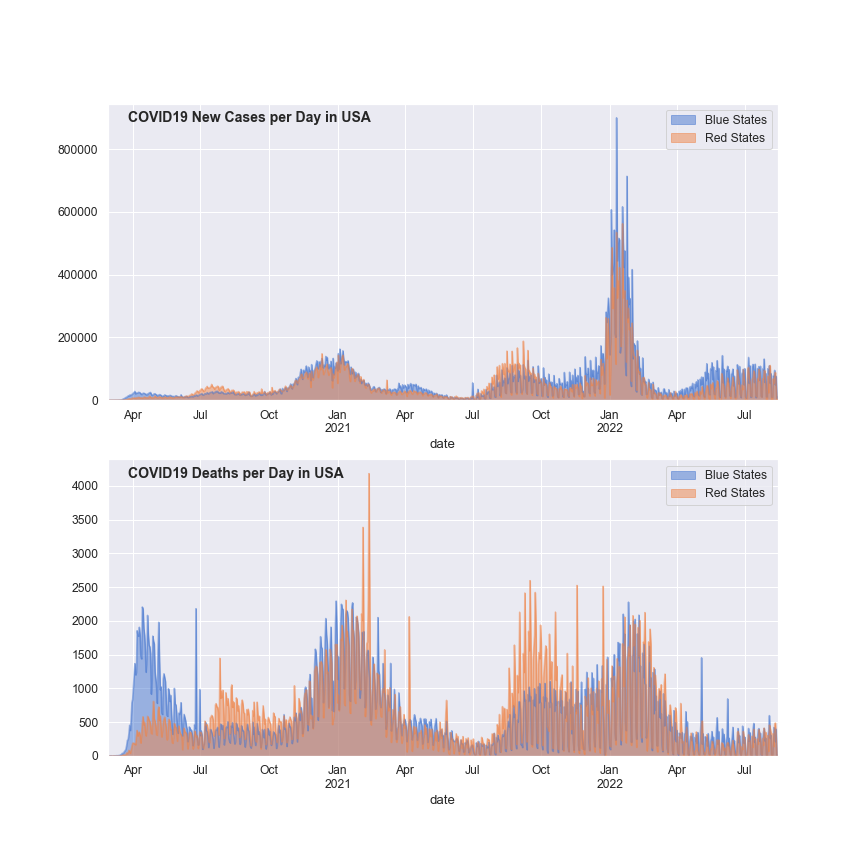 COVID19 New Cases per Day in USA
Blue States
Red States
800000
600000
400000
200000
0
Apr Jul Oct Jan Apr Jul Oct Jan Apr Jul
2021 2022
date
COVID19 Deaths per Day in USA
Blue States
Red States
4000
3500
3000
2500
2000
1500
1000
500
0
Apr Jul Oct Jan Apr Jul Oct Jan Apr Jul
2021 2022
date